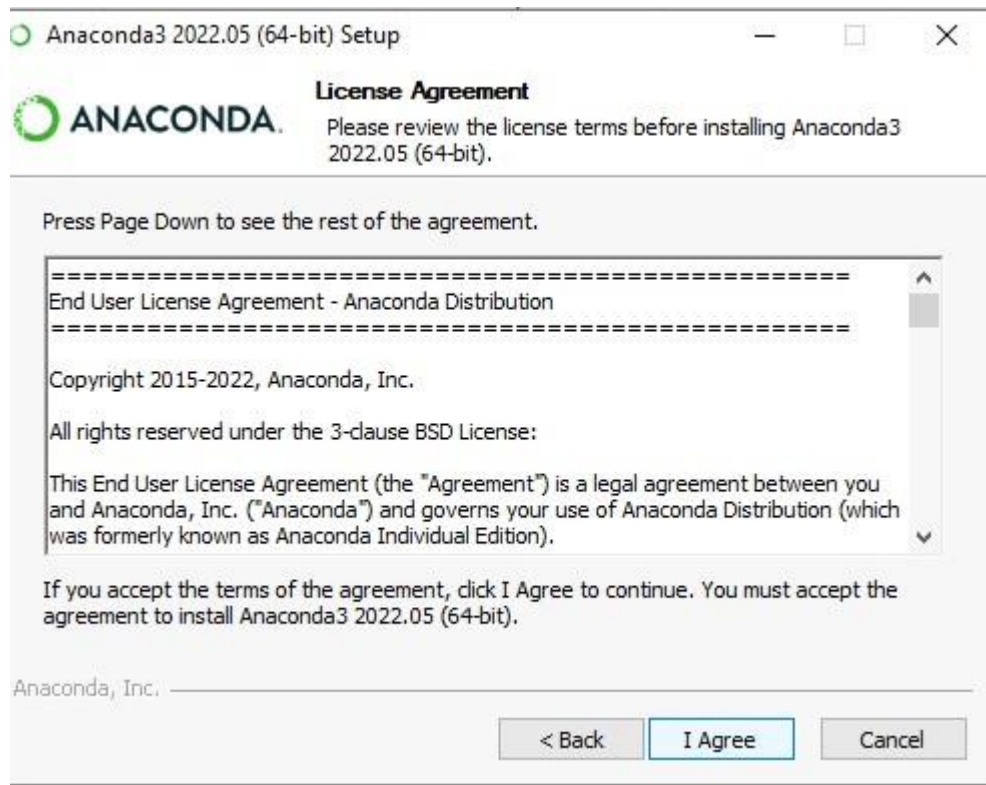 Anaconda3 2022.05 (64-bit) Setup
ANACONDA.
License Agreement
Please review the license terms before installing Anaconda3
2022.05 (64-bit).
Press Page Down to see the rest of the agreement.
==================================================
End User License Agreement - Anaconda Distribution
==================================================
Copyright 2015-2022, Anaconda, Inc.
All rights reserved under the 3-clause BSD License:
This End User License Agreement (the "Agreement") is a legal agreement between you
and Anaconda, Inc. ("Anaconda") and governs your use of Anaconda Distribution (which
was formerly known as Anaconda Individual Edition).
If you accept the terms of the agreement, click I Agree to continue. You must accept the
agreement to install Anaconda3 2022.05 (64-bit).
Anaconda, Inc.
< Back
I Agree
Cancel